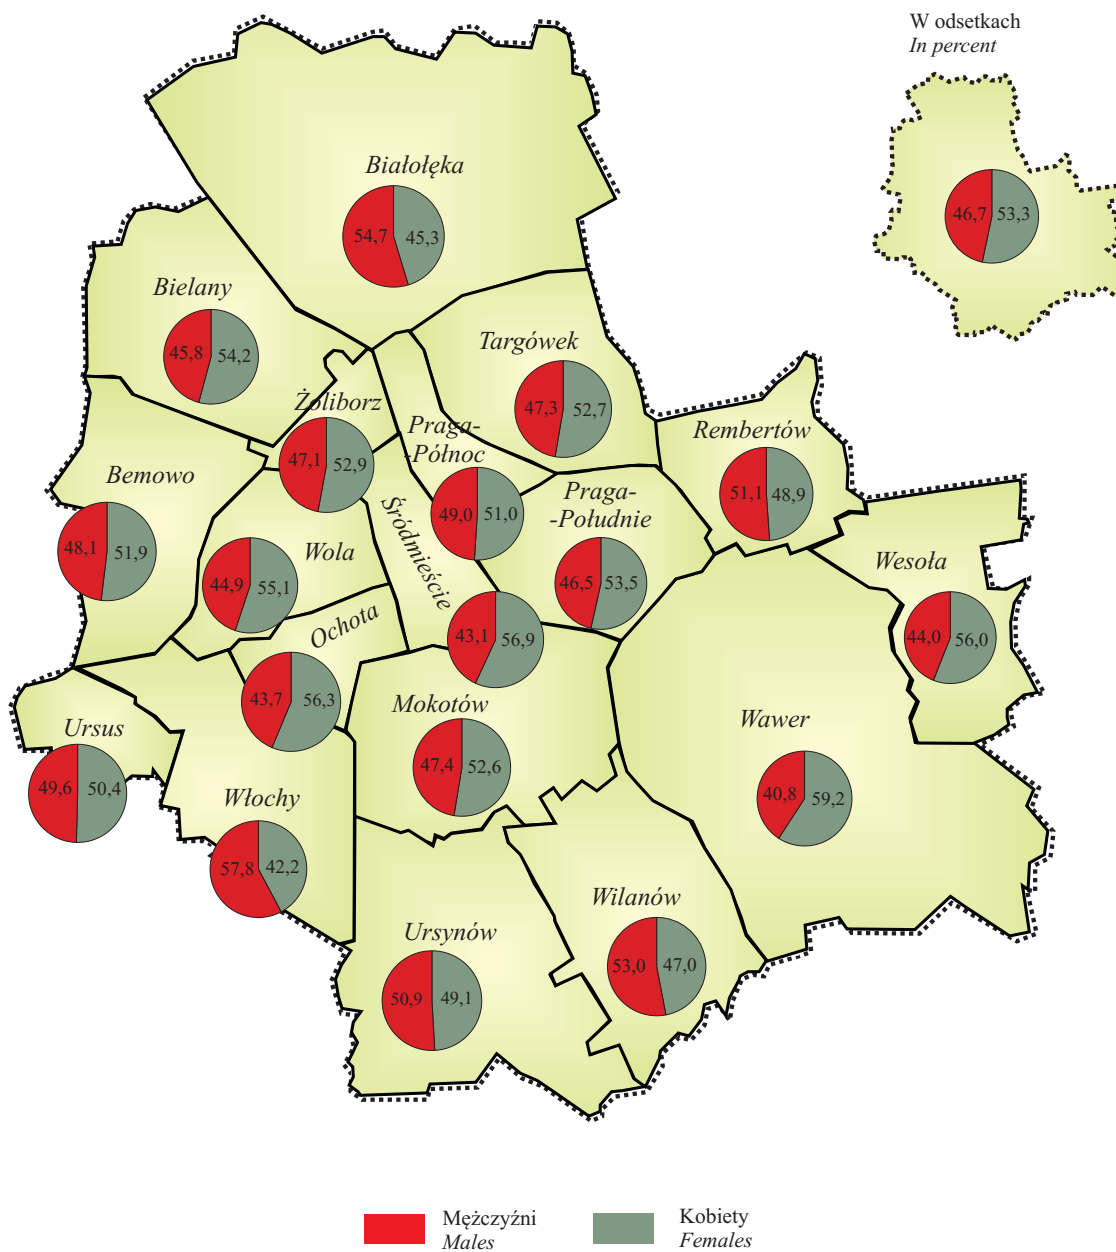 W odsetkach
In percent
46,7 53,3
Białołęka
54,7 45,3
Bielany
45,8 54,2
Targówek
47,3 52,7
Żoliborz
47,1 52,9
Praga-
-Północ
49,0 51,0
Rembertów
51,1 48,9
Bemowo
48,1 51,9
Praga-
-Południe
46,5 53,5
Śródmieście
43,1 56,9
Wola
44,9 55,1
Wesoła
44,0 56,0
Ochota
43,7 56,3
Mokotów
47,4 52,6
Wawer
40,8 59,2
Ursus
49,6 50,4
Włochy
57,8 42,2
Wilanów
53,0 47,0
Ursynów
50,9 49,1
Mężczyźni
Males
Kobiety
Females